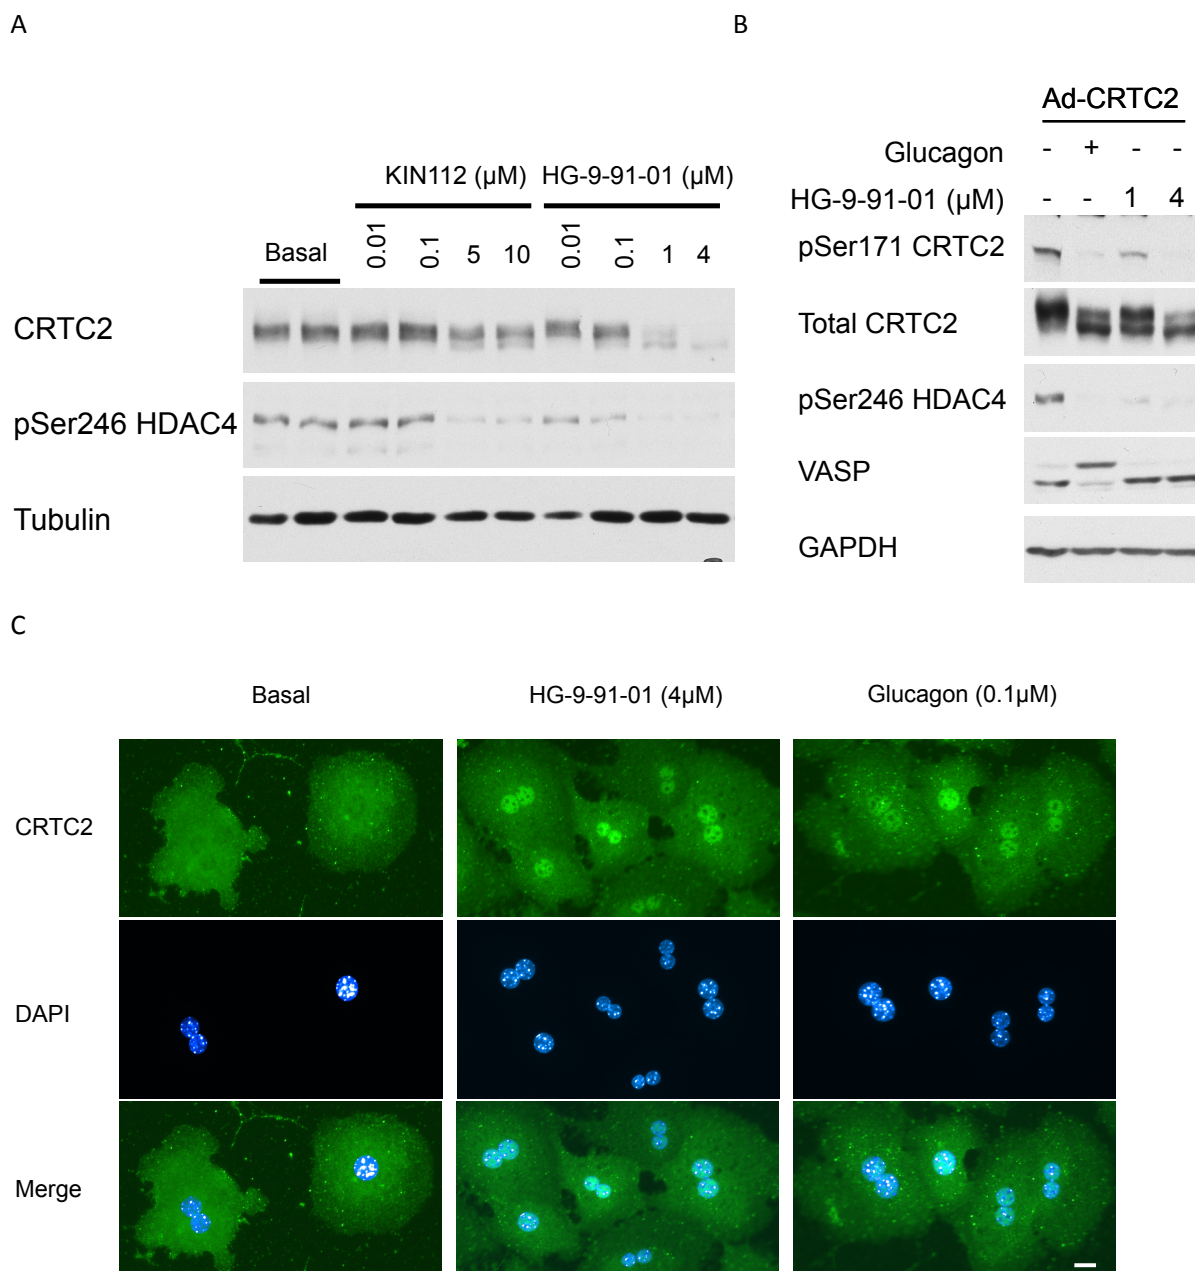 A
B
KIN112 (µM) HG-9-91-01 (µM)
Basal 0.01 0.1 5 10 0.01 0.1 1 4
CRTC2
pSer246 HDAC4
Tubulin
Ad-CRTC2
Glucagon - + - -
HG-9-91-01 (µM) - - 1 4
pSer171 CRTC2
Total CRTC2
pSer246 HDAC4
VASP
GAPDH
C
Basal HG-9-91-01 (4µM) Glucagon (0.1µM)
CRTC2
DAPI
Merge